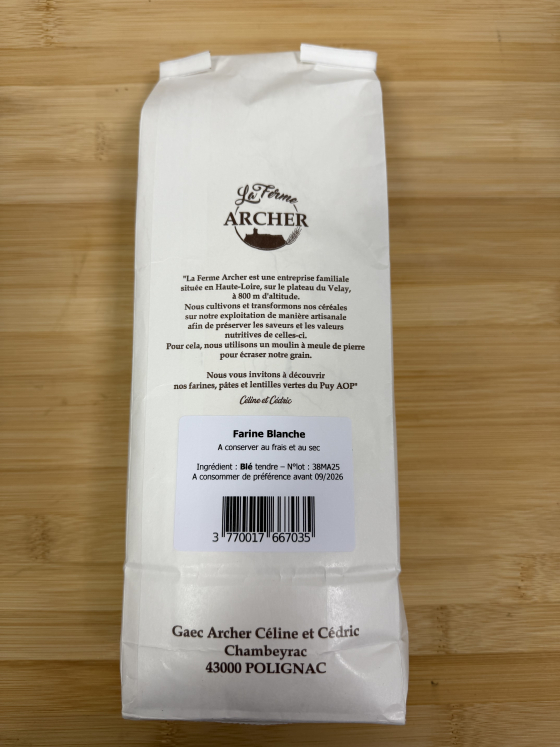 La Ferme
ARCHER
"La Ferme Archer est une entreprise familiale
située en Haute-Loire, sur le plateau du Velay,
à 800 m d'altitude.
Nous cultivons et transformons nos céréales
sur notre exploitation de manière artisanale
afin de préserver les saveurs et les valeurs
nutritives de celles-ci.
Pour cela, nous utilisons un moulin à meule de pierre
pour écraser notre grain.
Nous vous invitons à découvrir
nos farines, pâtes et lentilles vertes du Puy AOP"
Céline et Cédric
Farine Blanche
A conserver au frais et au sec
Ingrédient : Blé tendre – N°lot : 38MA25
A consommer de préférence avant 09/2026
3 770017 667035
Gaec Archer Céline et Cédric
Chambeyrac
43000 POLIGNAC